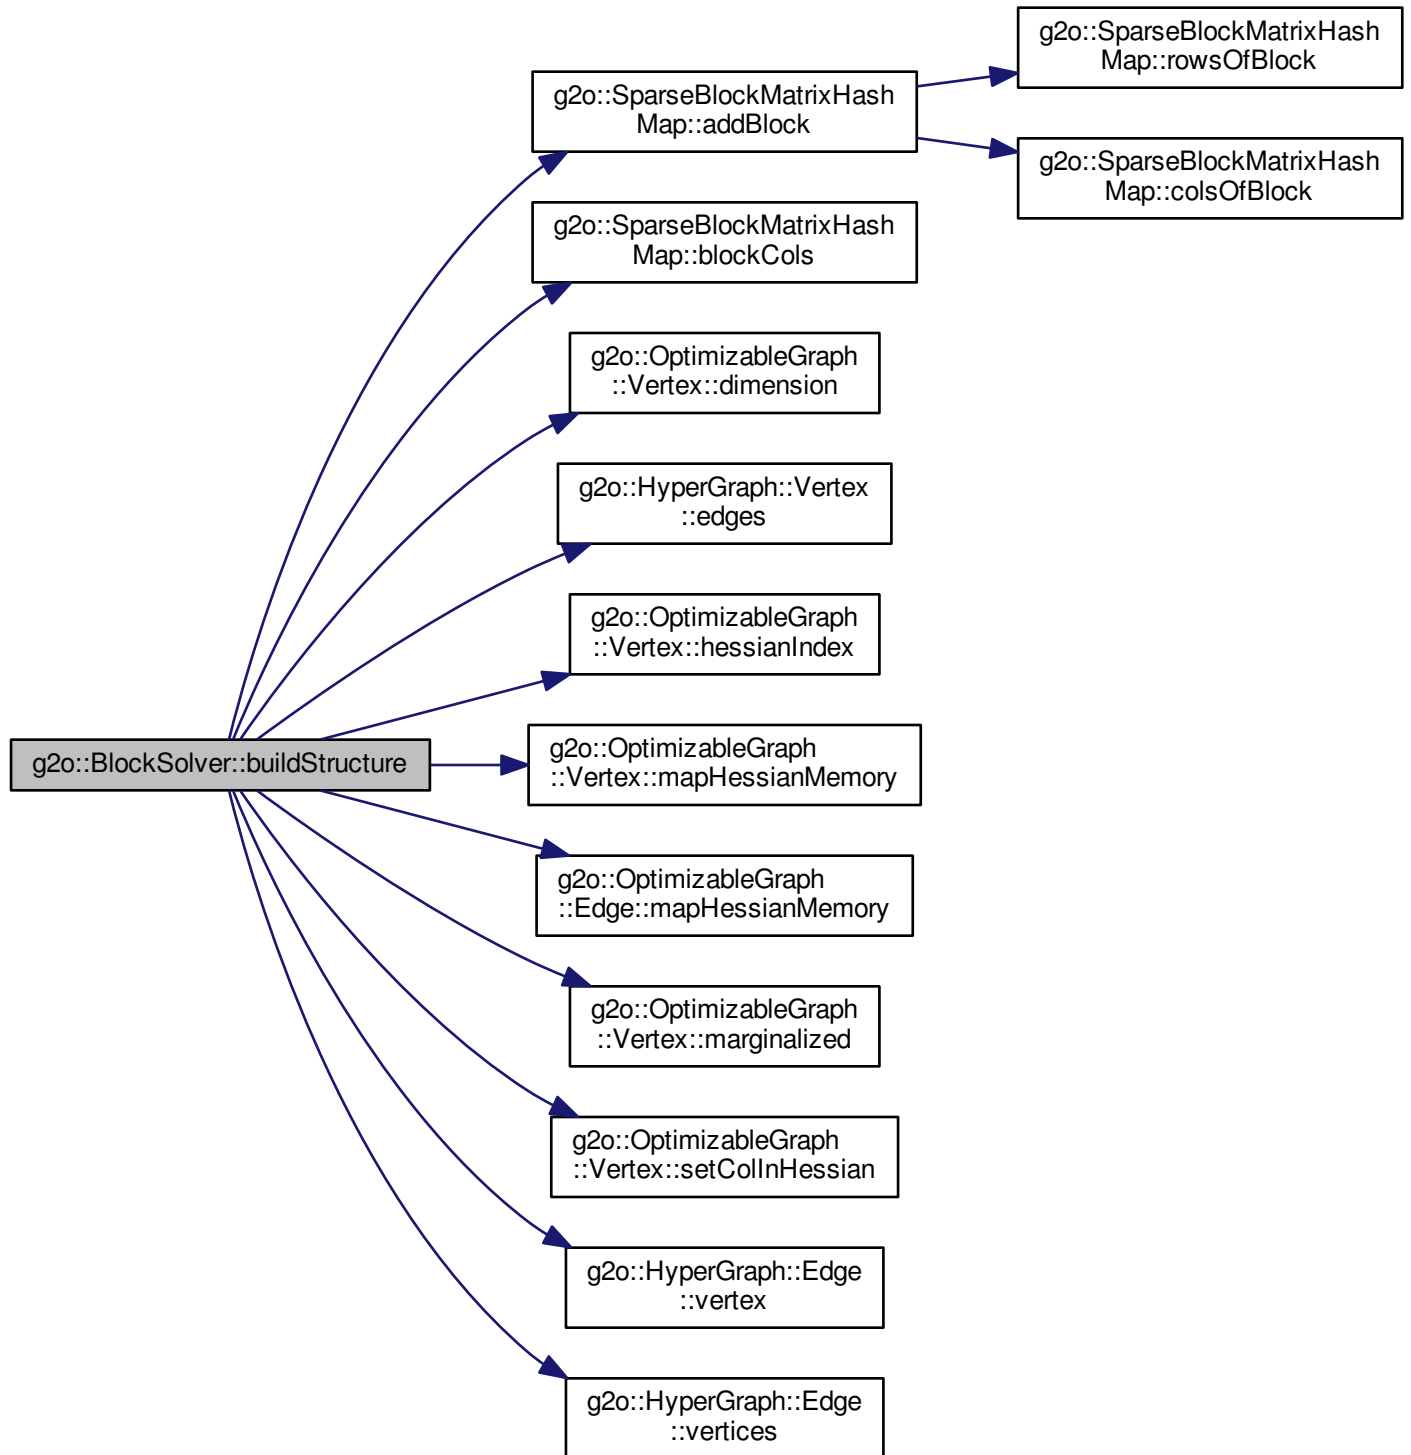 g2o::BlockSolver::buildStructure
g2o::SparseBlockMatrixHash
Map::addBlock
g2o::SparseBlockMatrixHash
Map::rowsOfBlock
g2o::SparseBlockMatrixHash
Map::colsOfBlock
g2o::SparseBlockMatrixHash
Map::blockCols
g2o::OptimizableGraph
::Vertex::dimension
g2o::HyperGraph::Vertex
::edges
g2o::OptimizableGraph
::Vertex::hessianIndex
g2o::OptimizableGraph
::Vertex::mapHessianMemory
g2o::OptimizableGraph
::Edge::mapHessianMemory
g2o::OptimizableGraph
::Vertex::marginalized
g2o::OptimizableGraph
::Vertex::setColInHessian
g2o::HyperGraph::Edge
::vertex
g2o::HyperGraph::Edge
::vertices